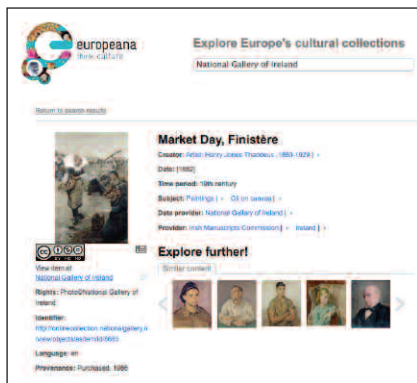 europeana
think culture
Explore Europe's cultural collections
National Gallery of Ireland
Return to search results
Market Day, Finistère
Creator: Artist: Harry Jones Thaddeus , 1860-1929 |
Date: [1882]
Time period: 19th century
Subject: Paintings | Oil on canvas |
Data provider: National Gallery of Ireland |
Provider: Irish Manuscripts Commission | Ireland |
Explore further!
Similar content
View item at
National Gallery of Ireland
Rights: Photo©National Gallery of
Ireland
Identifier:
Language: en
Provenance: Purchased, 1986